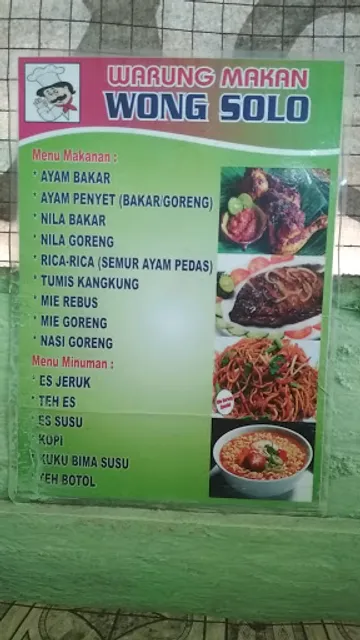 WARUNG MAKAN
WONG SOLO
Menu Makanan :
* AYAM BAKAR
* AYAM PENYET (BAKAR/GORENG)
* NILA BAKAR
* NILA GORENG
* RICA-RICA (SEMUR AYAM PEDAS)
* TUMIS KANGKUNG
* MIE REBUS
* MIE GORENG
* NASI GORENG
Menu Minuman :
* ES JERUK
* TEH ES
* ES SUSU
* KOPI
* KUKU BIMA SUSU
* TEH BOTOL